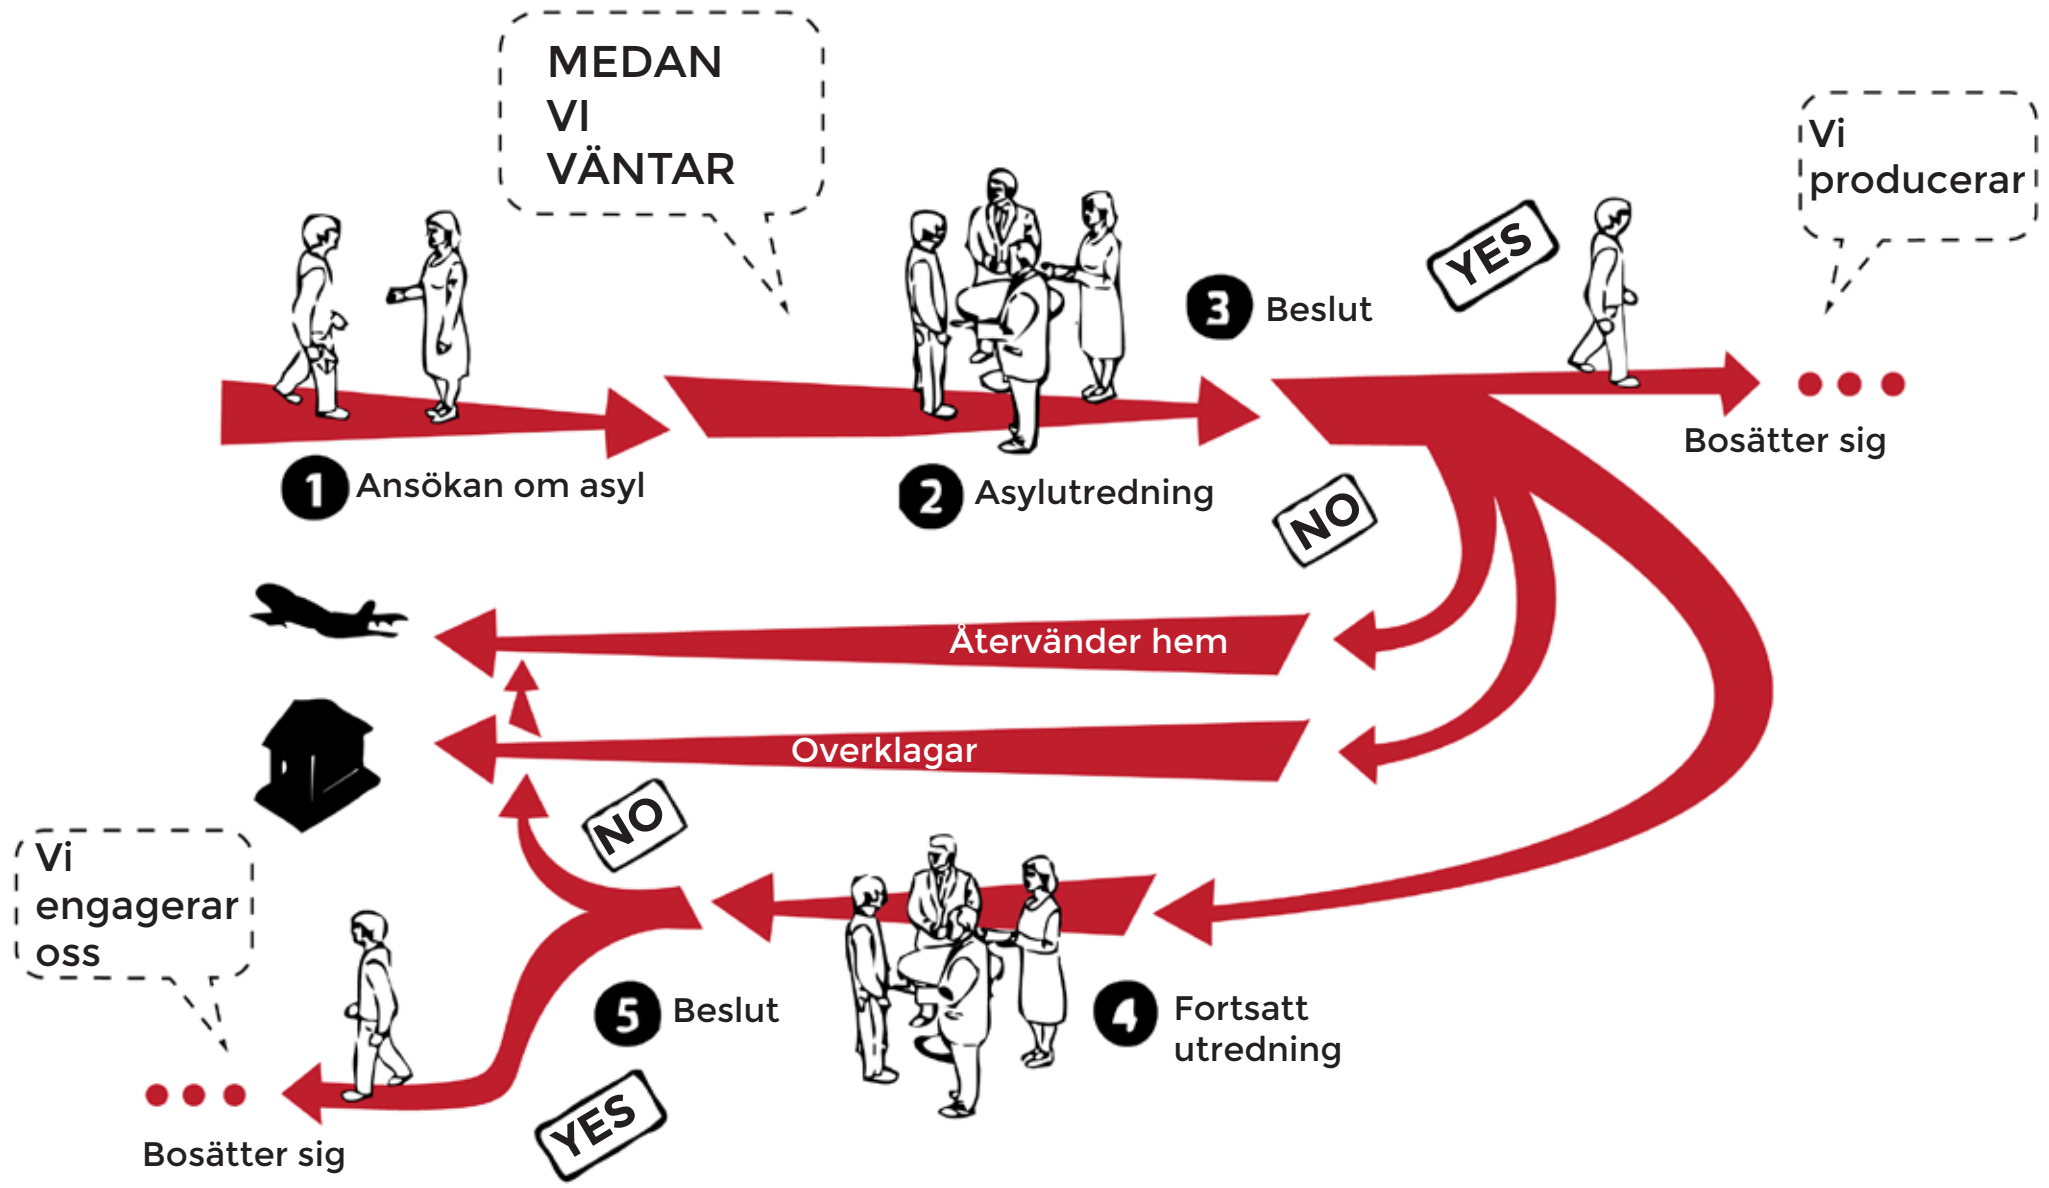 MEDAN
VI
VÄNTAR
Vi
producerar
YES
3 Beslut
Bosätter sig
1 Ansökan om asyl
2 Asylutredning
NO
Återvänder hem
Overklagar
NO
Vi
engagerar
oss
5 Beslut
4 Fortsatt
utredning
YES
Bosätter sig